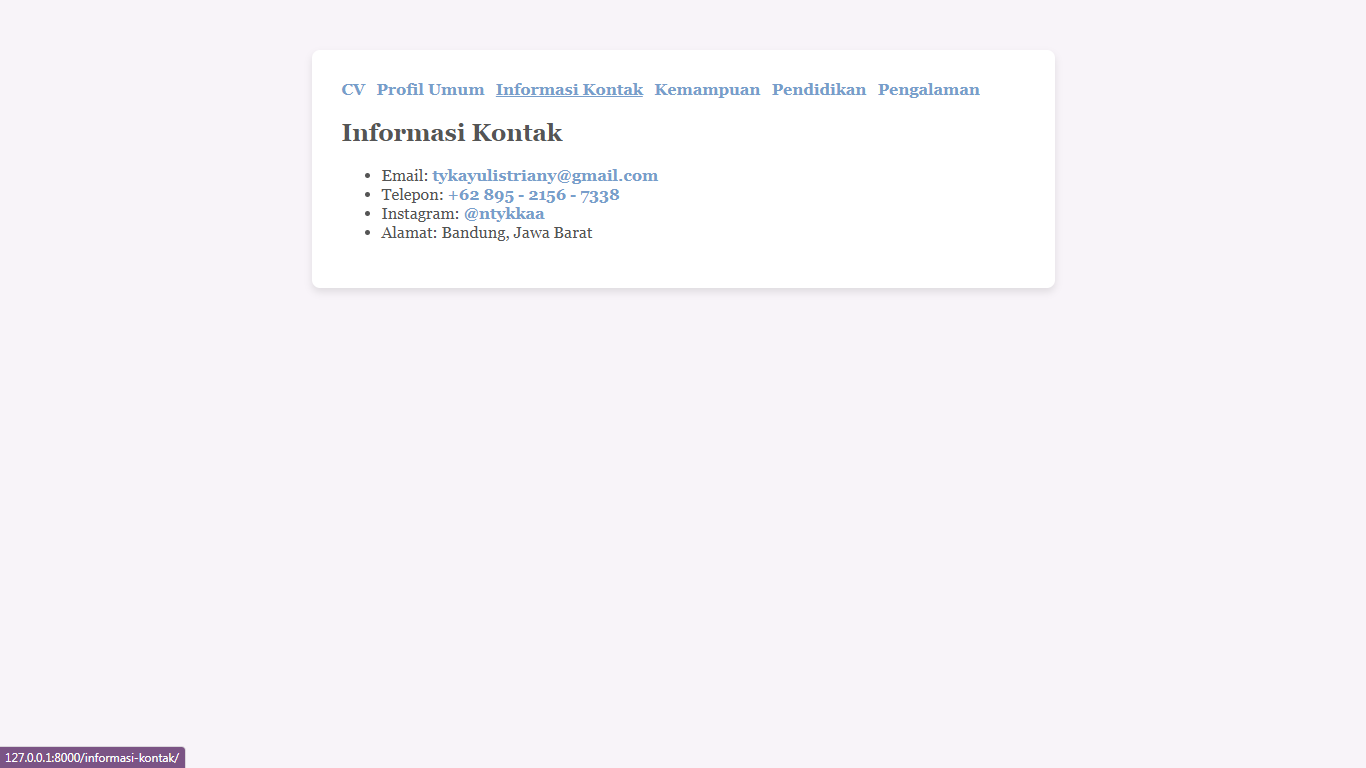 CV Profil Umum Informasi Kontak Kemampuan Pendidikan Pengalaman
Informasi Kontak
• Email: tykayulistriany@gmail.com
• Telepon: +62 895 - 2156 - 7338
• Instagram: @ntykkaa
• Alamat: Bandung, Jawa Barat
127.0.0.1:8000/informasi-kontak/